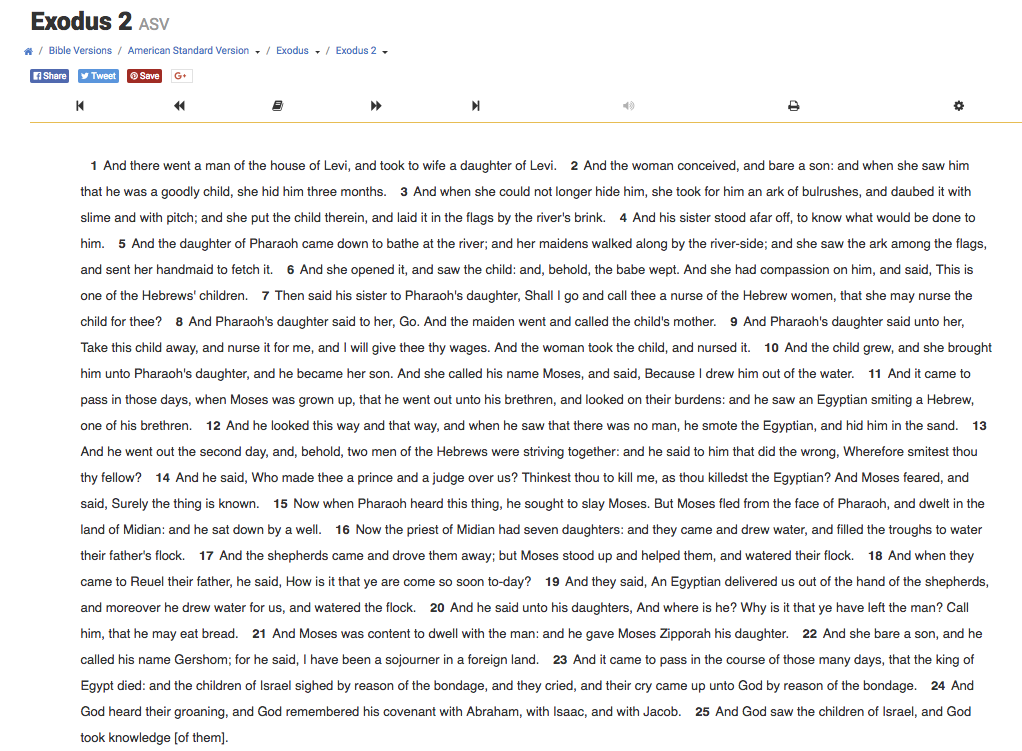 Exodus 2 ASV
/ Bible Versions / American Standard Version / Exodus / Exodus 2
Share Tweet Save G+
1 And there went a man of the house of Levi, and took to wife a daughter of Levi. 2 And the woman conceived, and bare a son: and when she saw him
that he was a goodly child, she hid him three months. 3 And when she could not longer hide him, she took for him an ark of bulrushes, and daubed it with
slime and with pitch; and she put the child therein, and laid it in the flags by the river's brink. 4 And his sister stood afar off, to know what would be done to
him. 5 And the daughter of Pharaoh came down to bathe at the river; and her maidens walked along by the river-side; and she saw the ark among the flags,
and sent her handmaid to fetch it. 6 And she opened it, and saw the child: and, behold, the babe wept. And she had compassion on him, and said, This is
one of the Hebrews' children. 7 Then said his sister to Pharaoh's daughter, Shall I go and call thee a nurse of the Hebrew women, that she may nurse the
child for thee? 8 And Pharaoh's daughter said to her, Go. And the maiden went and called the child's mother. 9 And Pharaoh's daughter said unto her,
Take this child away, and nurse it for me, and I will give thee thy wages. And the woman took the child, and nursed it. 10 And the child grew, and she brought
him unto Pharaoh's daughter, and he became her son. And she called his name Moses, and said, Because I drew him out of the water. 11 And it came to
pass in those days, when Moses was grown up, that he went out unto his brethren, and looked on their burdens: and he saw an Egyptian smiting a Hebrew,
one of his brethren. 12 And he looked this way and that way, and when he saw that there was no man, he smote the Egyptian, and hid him in the sand. 13
And he went out the second day, and, behold, two men of the Hebrews were striving together: and he said to him that did the wrong, Wherefore smitest thou
thy fellow? 14 And he said, Who made thee a prince and a judge over us? Thinkest thou to kill me, as thou killedst the Egyptian? And Moses feared, and
said, Surely the thing is known. 15 Now when Pharaoh heard this thing, he sought to slay Moses. But Moses fled from the face of Pharaoh, and dwelt in the
land of Midian: and he sat down by a well. 16 Now the priest of Midian had seven daughters: and they came and drew water, and filled the troughs to water
their father's flock. 17 And the shepherds came and drove them away; but Moses stood up and helped them, and watered their flock. 18 And when they
came to Reuel their father, he said, How is it that ye are come so soon to-day? 19 And they said, An Egyptian delivered us out of the hand of the shepherds,
and moreover he drew water for us, and watered the flock. 20 And he said unto his daughters, And where is he? Why is it that ye have left the man? Call
him, that he may eat bread. 21 And Moses was content to dwell with the man: and he gave Moses Zipporah his daughter. 22 And she bare a son, and he
called his name Gershom; for he said, I have been a sojourner in a foreign land. 23 And it came to pass in the course of those many days, that the king of
Egypt died: and the children of Israel sighed by reason of the bondage, and they cried, and their cry came up unto God by reason of the bondage. 24 And
God heard their groaning, and God remembered his covenant with Abraham, with Isaac, and with Jacob. 25 And God saw the children of Israel, and God
took knowledge [of them].